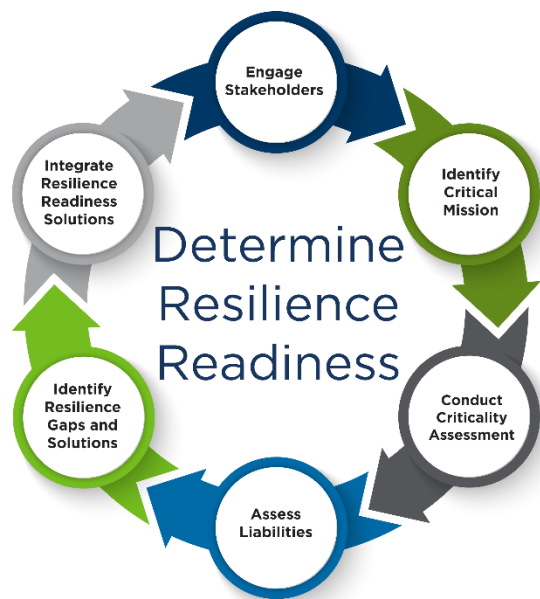 Engage
Stakeholders
Identify
Critical
Mission
Conduct
Criticality
Assessment
Assess
Liabilities
Identify
Resilience
Gaps and
Solutions
Integrate
Resilience
Readiness
Solutions
Determine
Resilience
Readiness